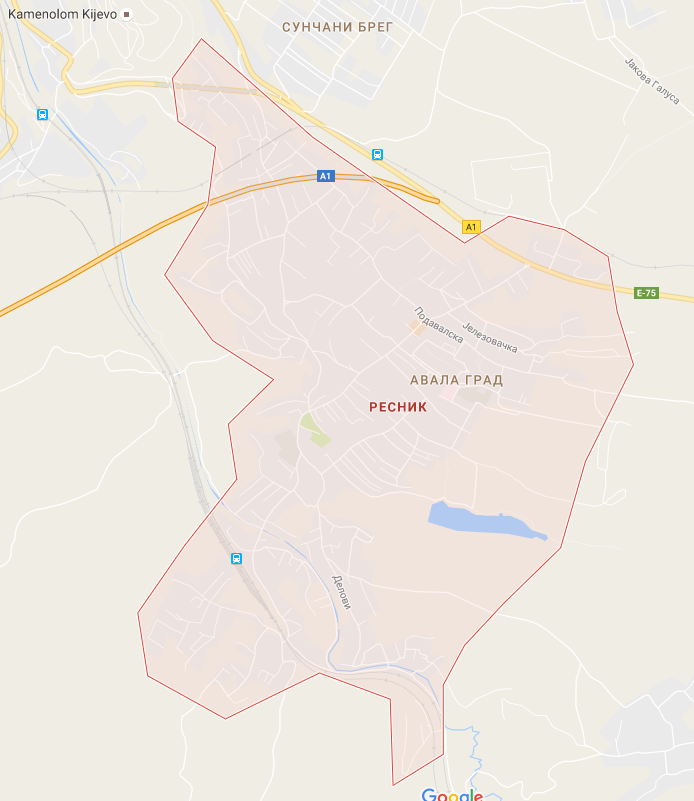 Kamenolom Kijevo
СУНЧАНИ БРЕГ
Јакова Галуса
A1
A1
E-75
Подавалска
Јелезовачка
АВАЛА ГРАД
РЕСНИК
Делови
Google